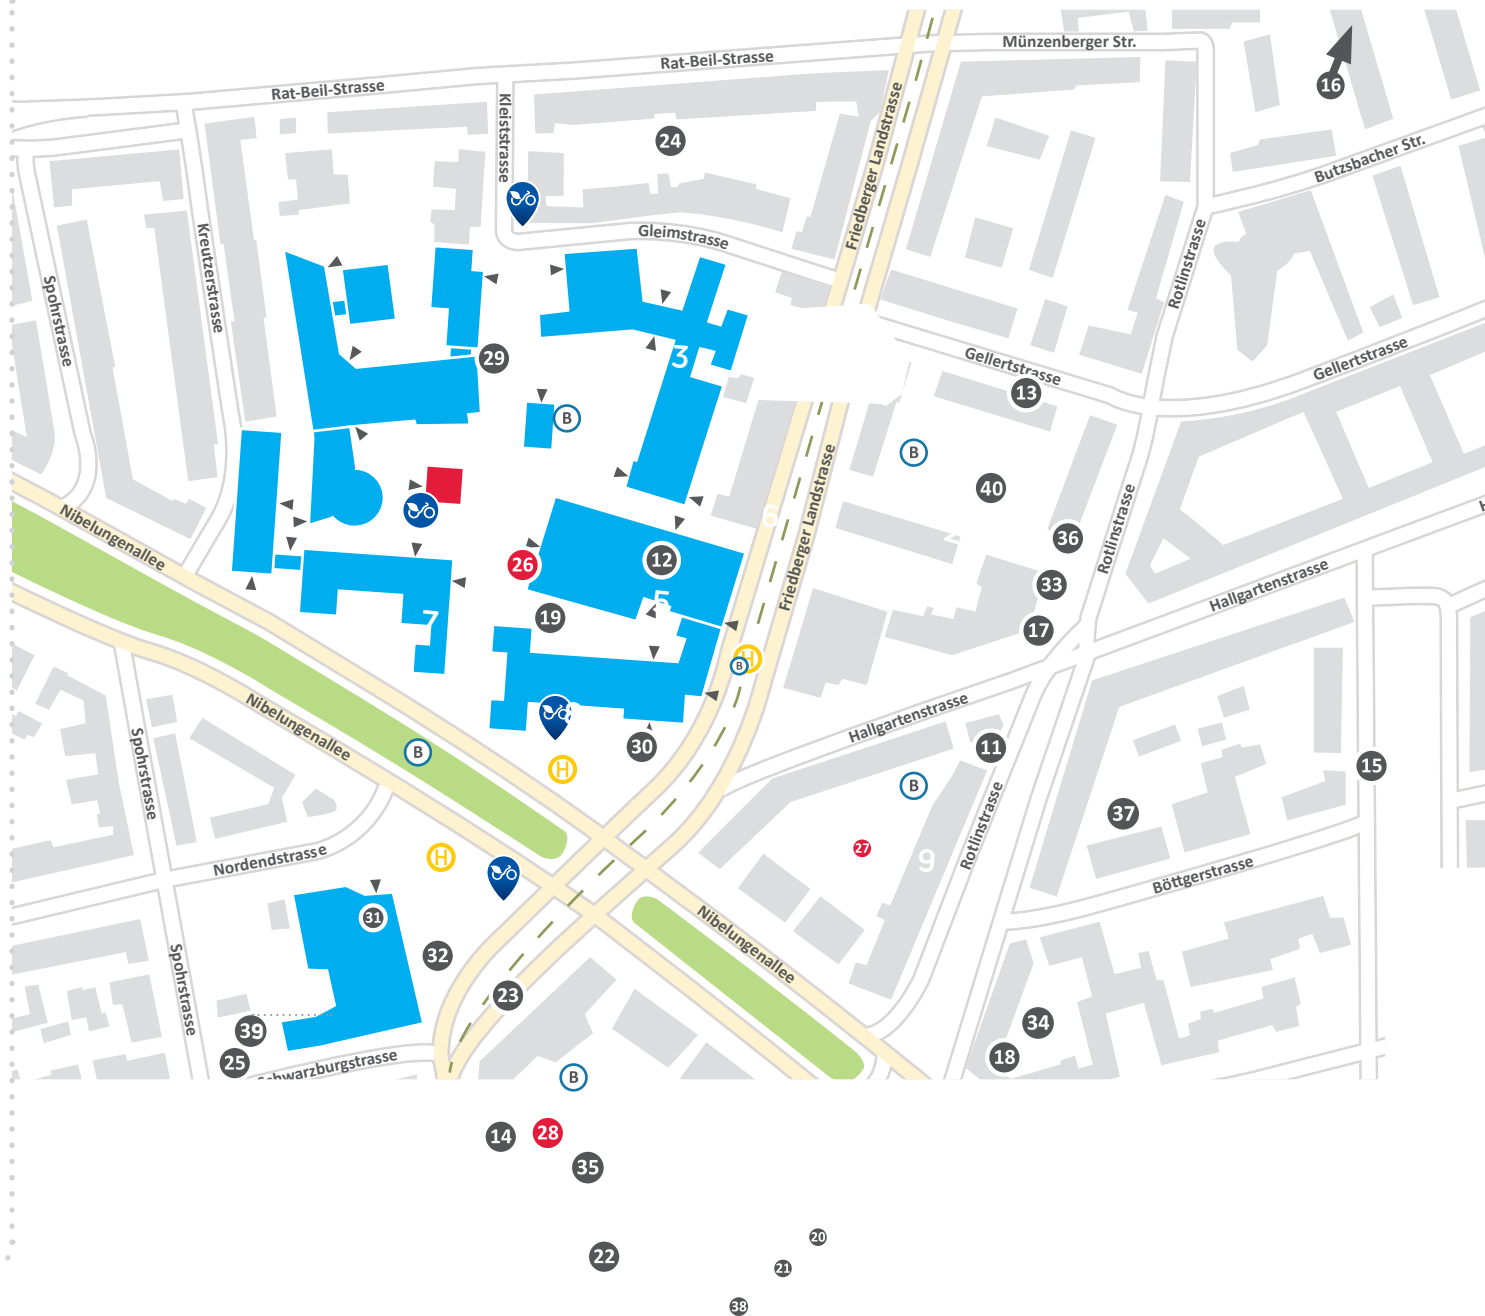 Münzenberger Str.
Rat-Beil-Strasse
Rat-Beil-Strasse
16
Kleiststrasse
Friedberger Landstrasse
24
Butzsbacher Str.
Kreutzerstrasse
Gleimstrasse
Rotlinstrasse
Spohrstrasse
3
29
Gellertstrasse
Gellertstrasse
13
B
B
40
Nibelungenallee
6
Friedberger Landstrasse
Rotlinstrasse
36
26
12
33
Hallgartenstrasse
5
19
7
17
H
B
Nibelungenallee
8
Hallgartenstrasse
30
11
B
H
Spohrstrasse
B
15
37
27
9
Rotlinstrasse
Nordendstrasse
H
Böttgerstrasse
31
Nibelungenallee
32
Spohrstrasse
23
39
34
25
Schwarzburgstrasse
18
B
14
28
35
20
22
21
38